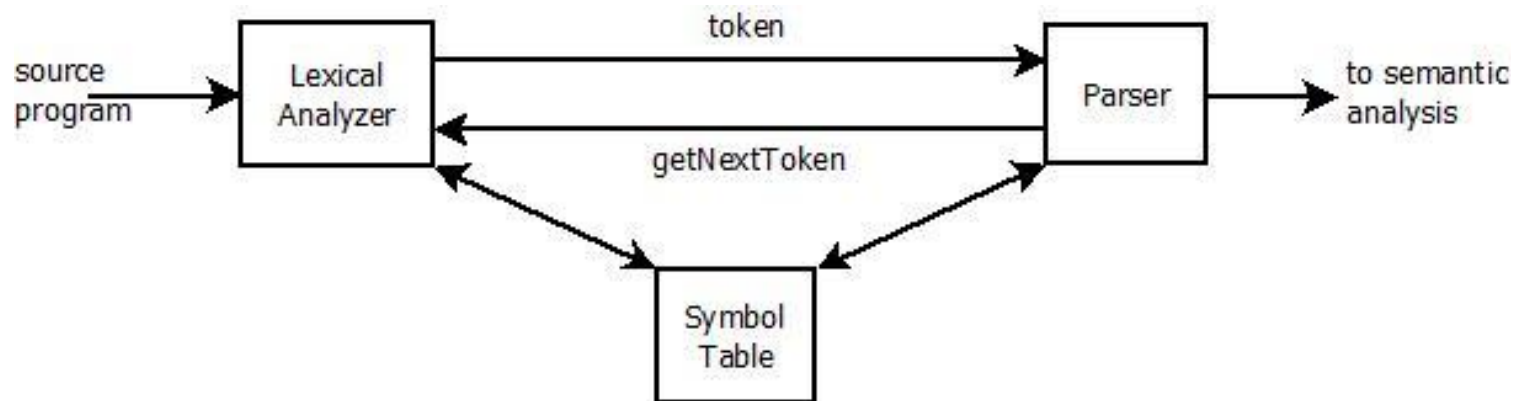 token
source
program
Lexical
Analyzer
Parser
to semantic
analysis
getNextToken
Symbol
Table